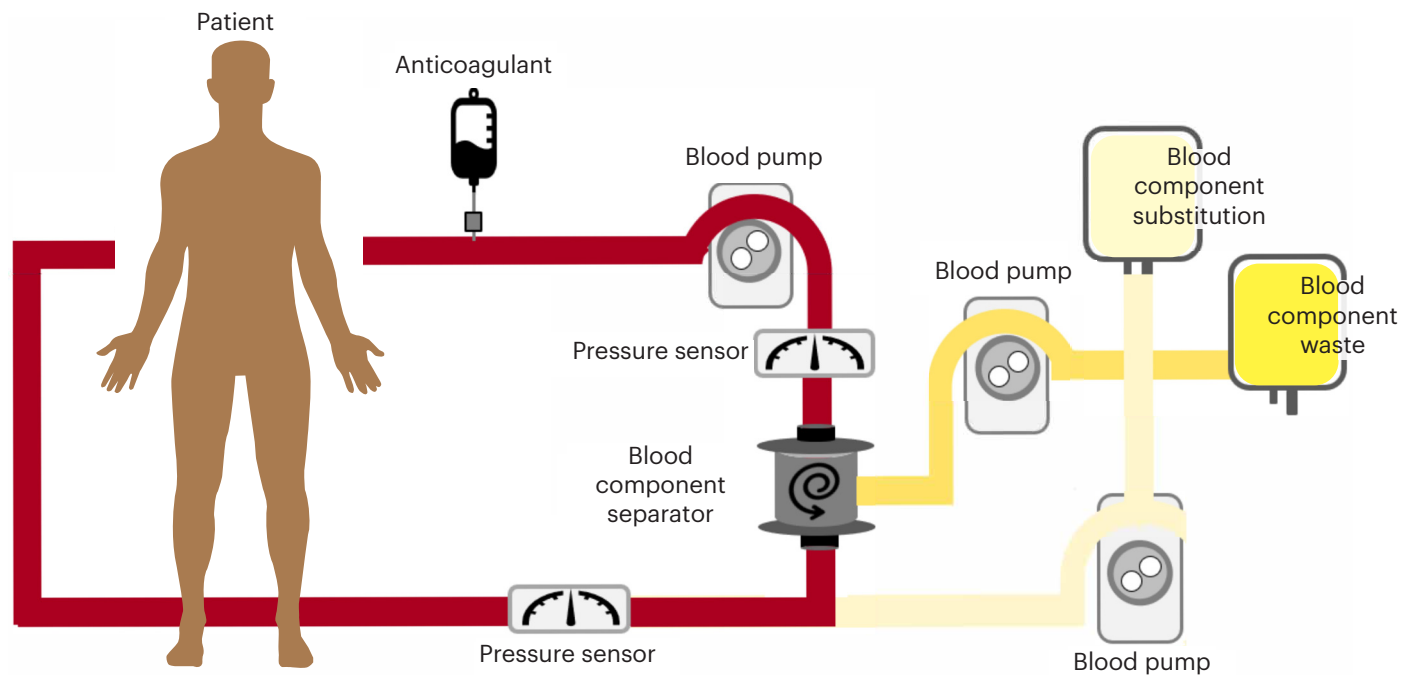 Patient
Anticoagulant
Blood pump
Blood
component
substitution
Blood pump
Blood
component
waste
Pressure sensor
Blood
component
separator
Pressure sensor
Blood pump